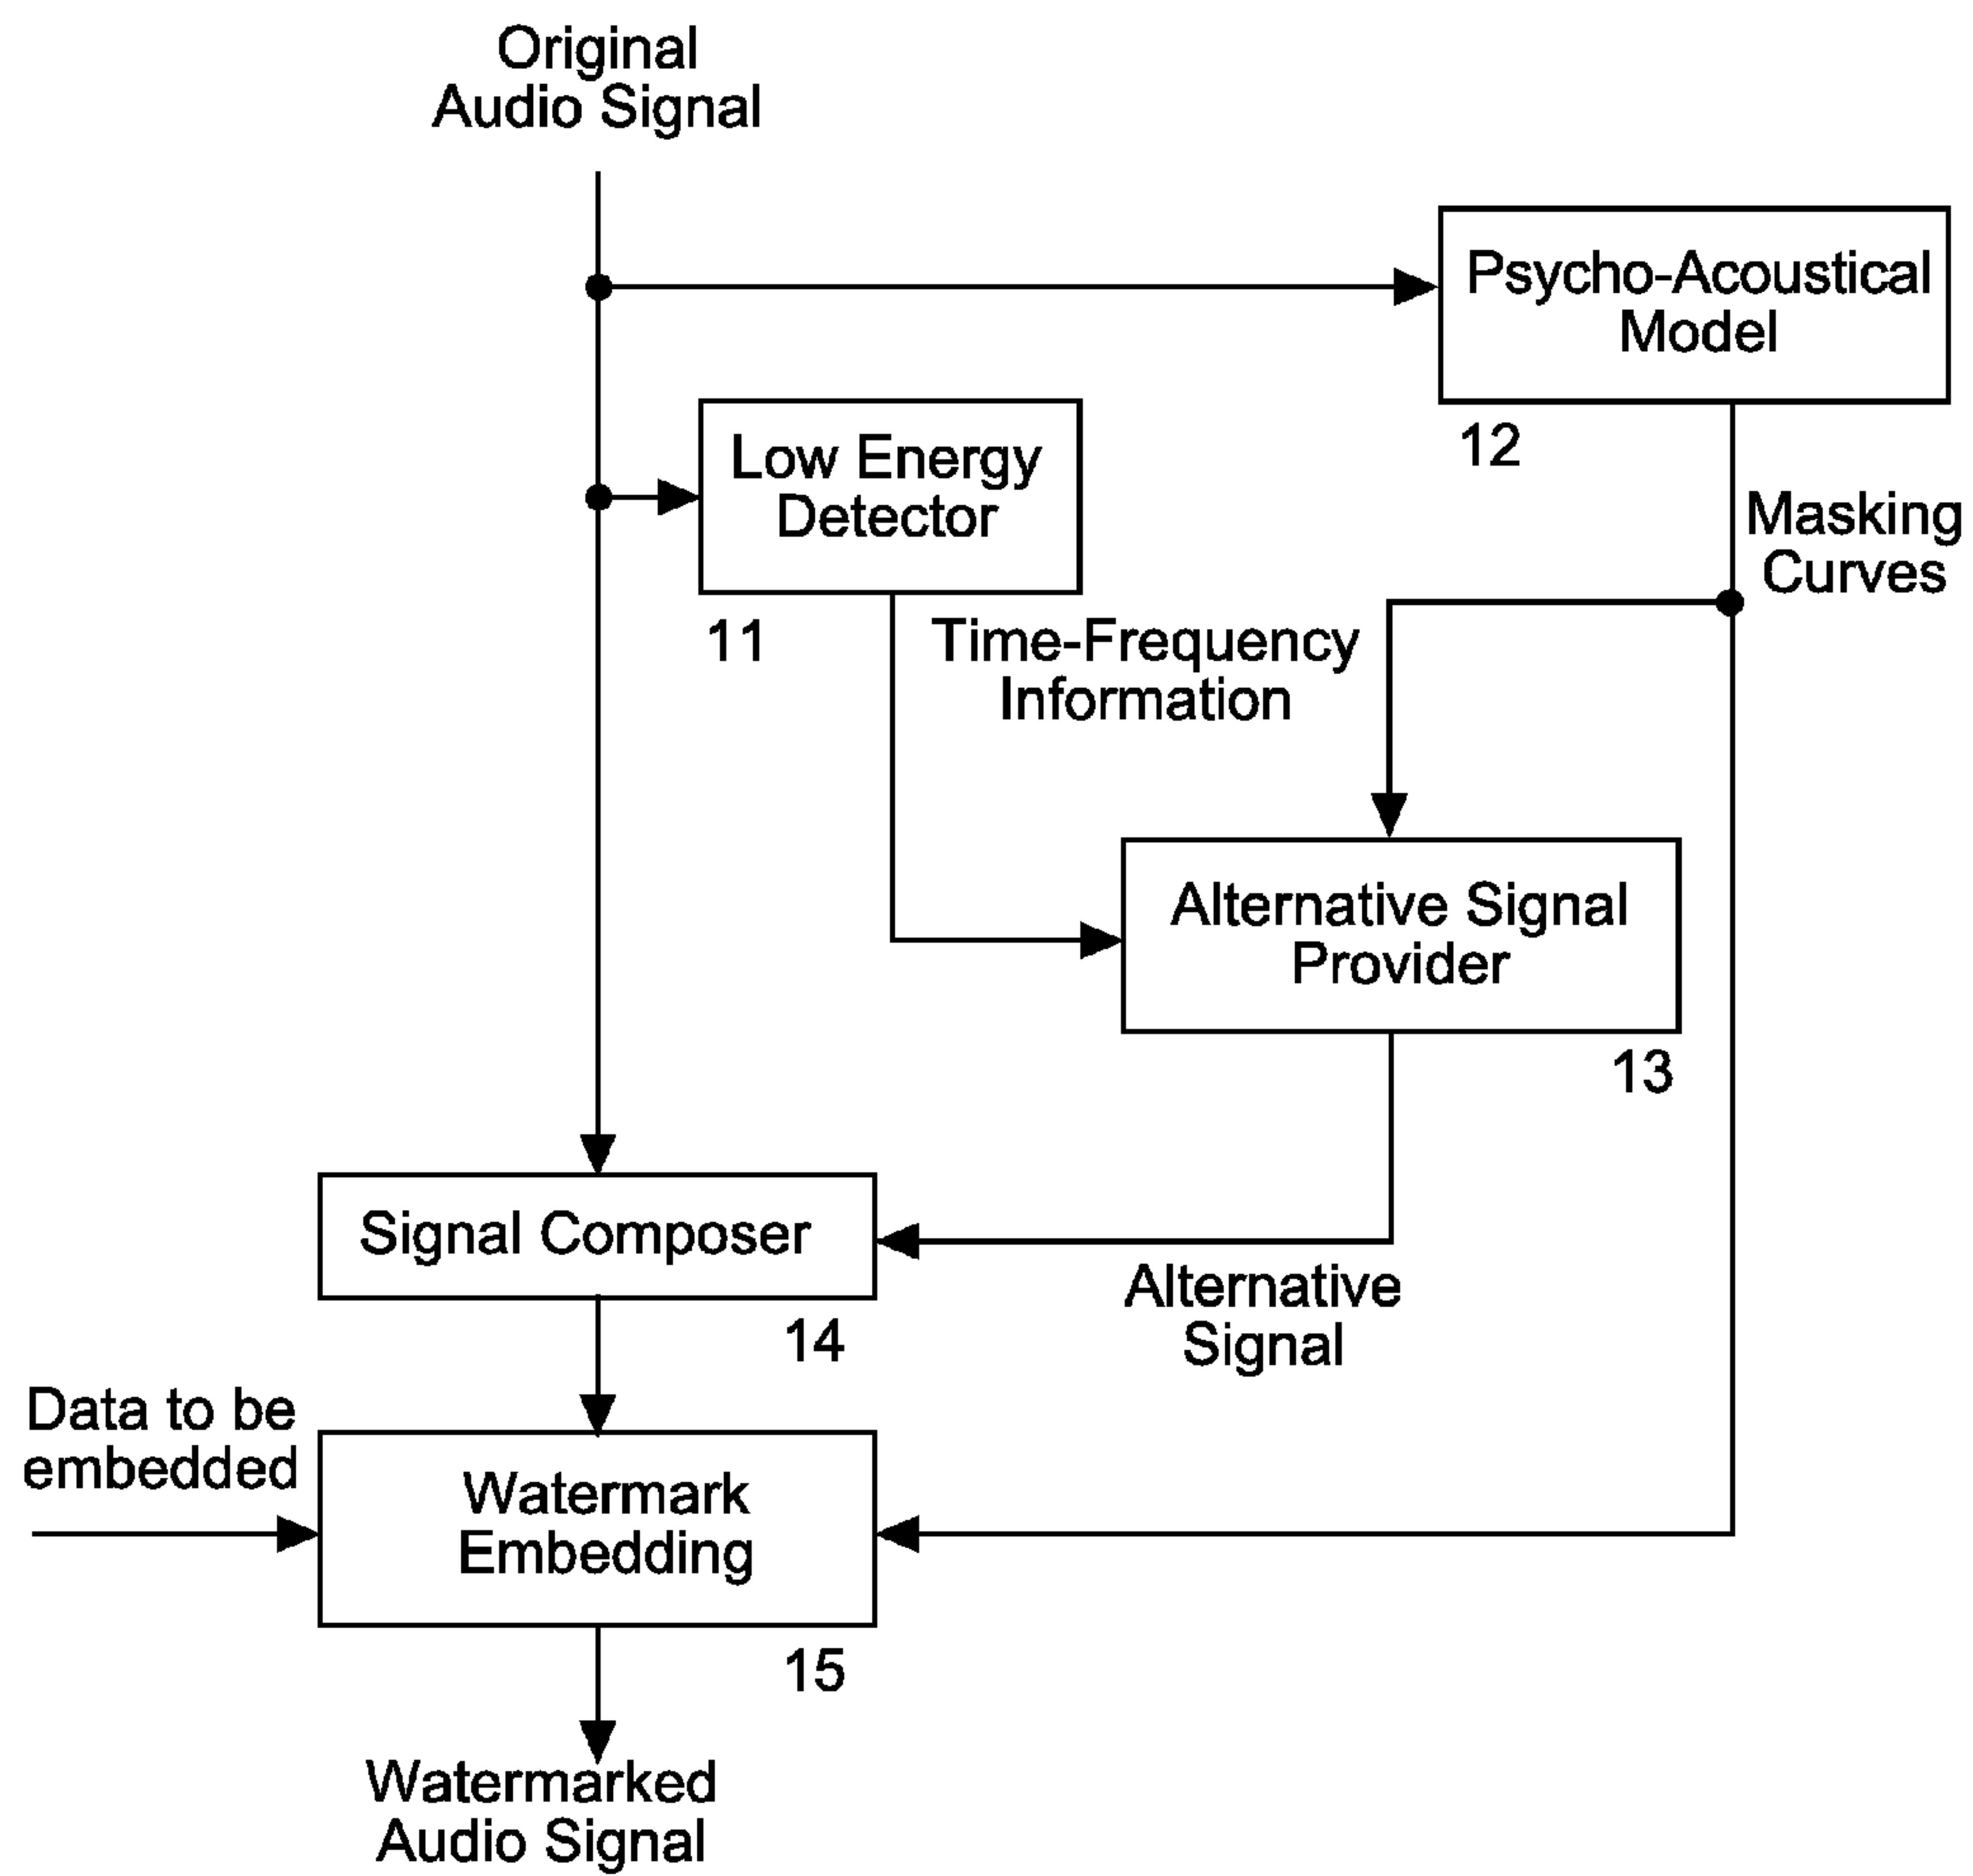 Original
Audio Signal
Psycho-Acoustical
Model
12
Low Energy
Detector
11
Masking
Curves
Time-Frequency
Information
Alternative Signal
Provider
13
Signal Composer
14
Alternative
Signal
Data to be
embedded
Watermark
Embedding
15
Watermarked
Audio Signal